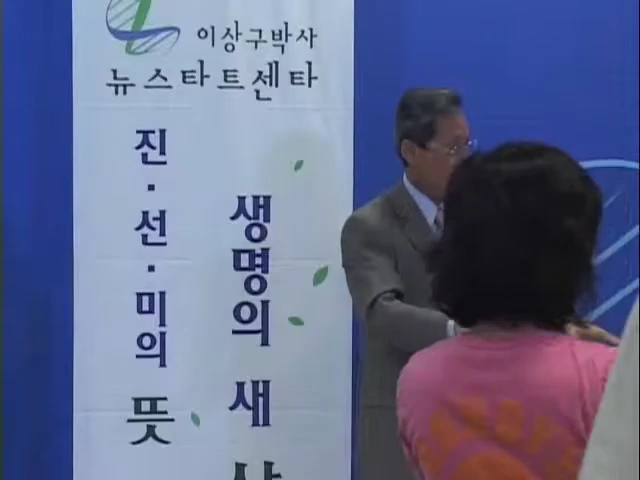 이상구박사
뉴스타트센타
진·선·미의 뜻
생명의 새